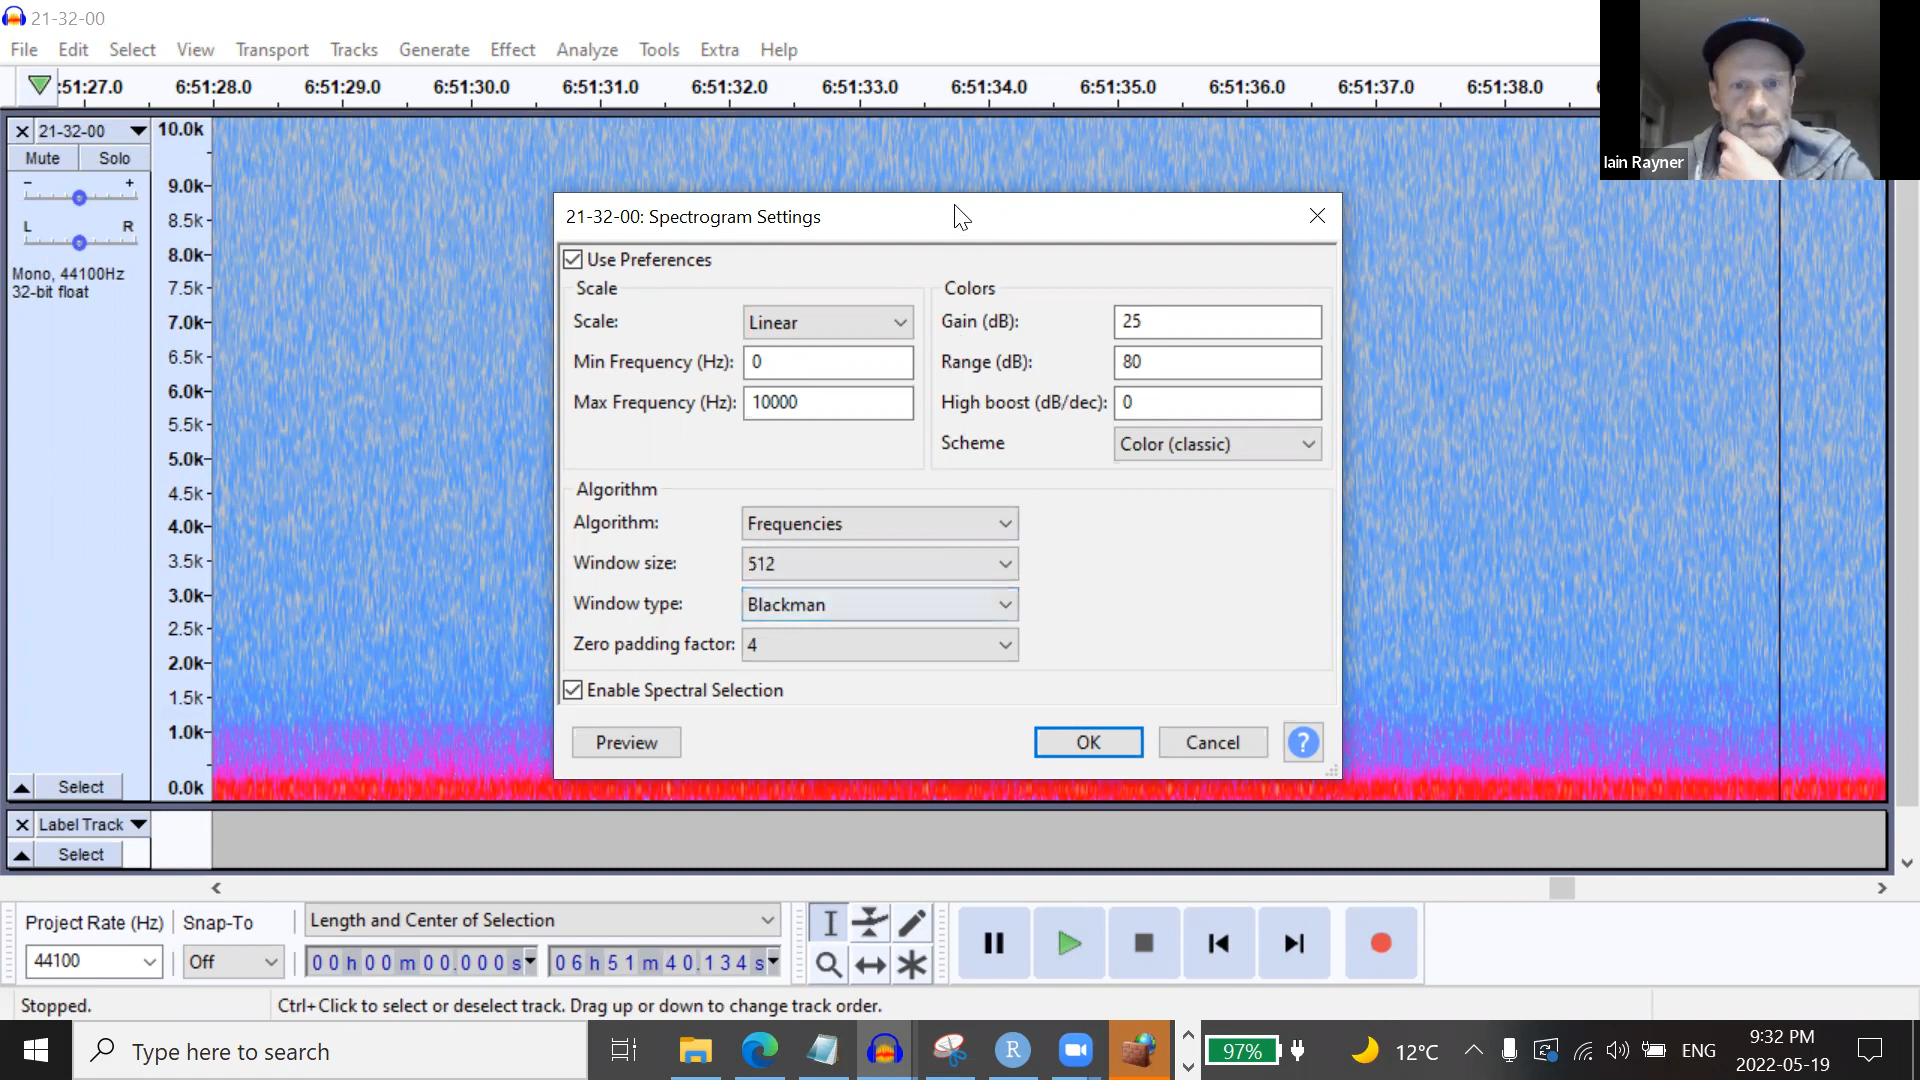 21-32-00
File Edit Select View Transport Tracks Generate Effect Analyze Tools Extra Help
:51:27.0 6:51:28.0 6:51:29.0 6:51:30.0 6:51:31.0 6:51:32.0 6:51:33.0 6:51:34.0 6:51:35.0 6:51:36.0 6:51:37.0 6:51:38.0
Iain Rayner
21-32-00
Mute Solo
- +
L R
Mono, 44100Hz
32-bit float
Select
10.0k
9.0k
8.5k
8.0k
7.5k
7.0k
6.5k
6.0k
5.5k
5.0k
4.5k
4.0k
3.5k
3.0k
2.5k
2.0k
1.5k
1.0k
0.0k
21-32-00: Spectrogram Settings
Use Preferences
Scale
Scale: Linear
Min Frequency (Hz): 0
Max Frequency (Hz): 10000
Colors
Gain (dB): 25
Range (dB): 80
High boost (dB/dec): 0
Scheme Color (classic)
Algorithm
Algorithm: Frequencies
Window size: 512
Window type: Blackman
Zero padding factor: 4
Enable Spectral Selection
Preview OK Cancel ?
Label Track
Select
Project Rate (Hz) Snap-To Length and Center of Selection
44100 Off 00h00m00.000s 06h51m40.134s
Stopped. Ctrl+Click to select or deselect track. Drag up or down to change track order.
Type here to search
R
97%
12°C
ENG
9:32 PM
2022-05-19